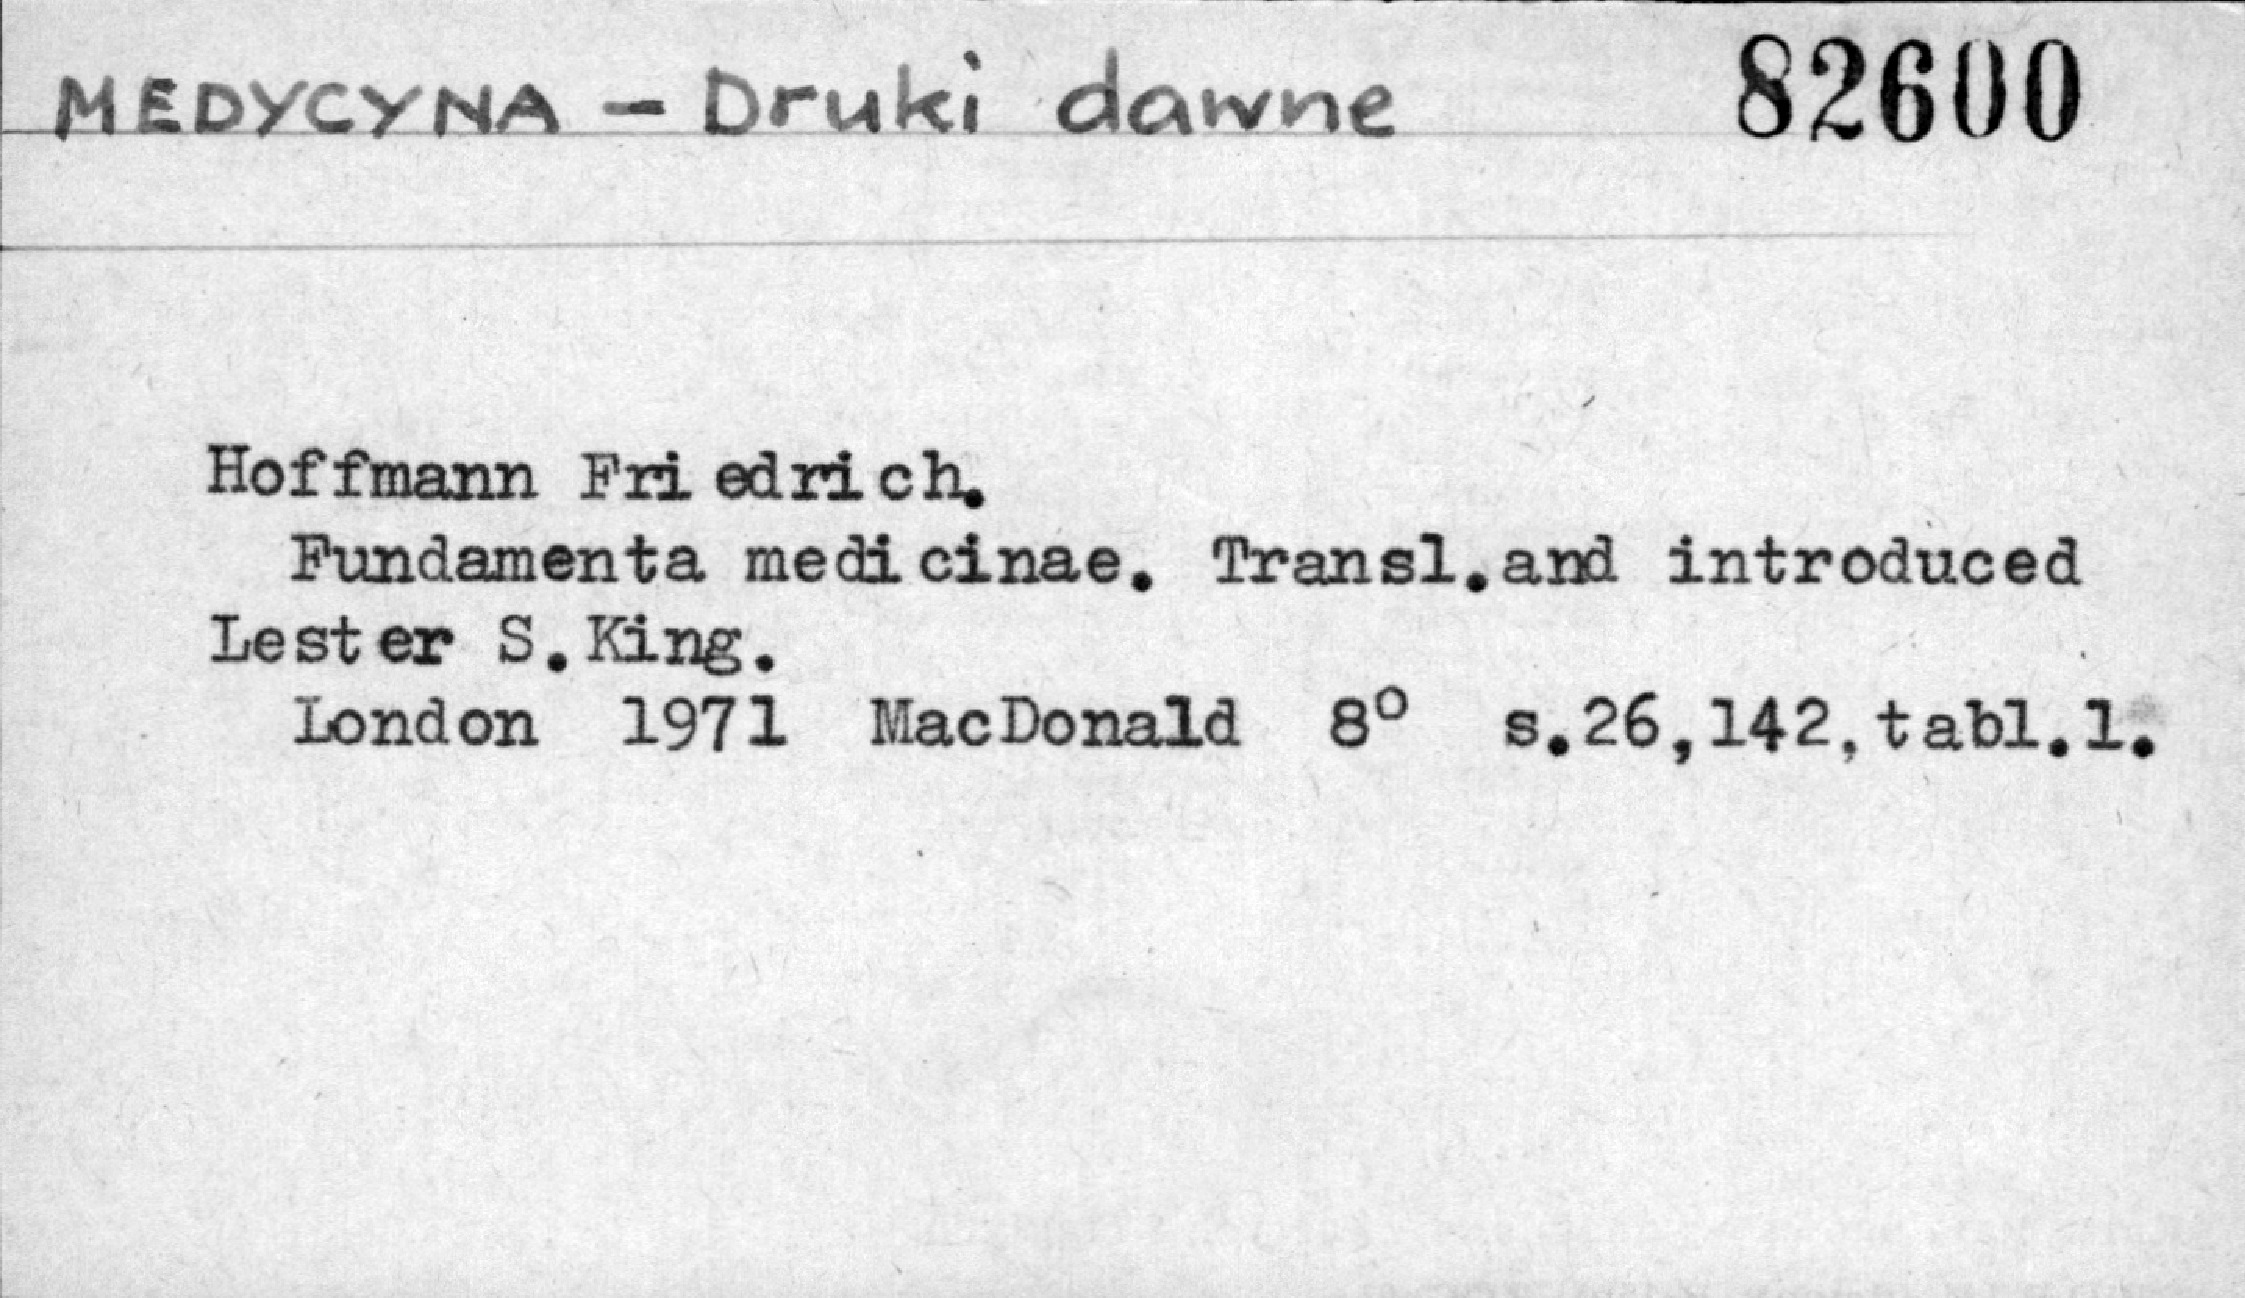 MEDYCYNA - Druki dawne 82600
Hoffmann Friedrich.
Fundamenta medicinae. Transl.and introduced
Lester S.King.
London 1971 MacDonald 8° s.26,142,tabl.1.